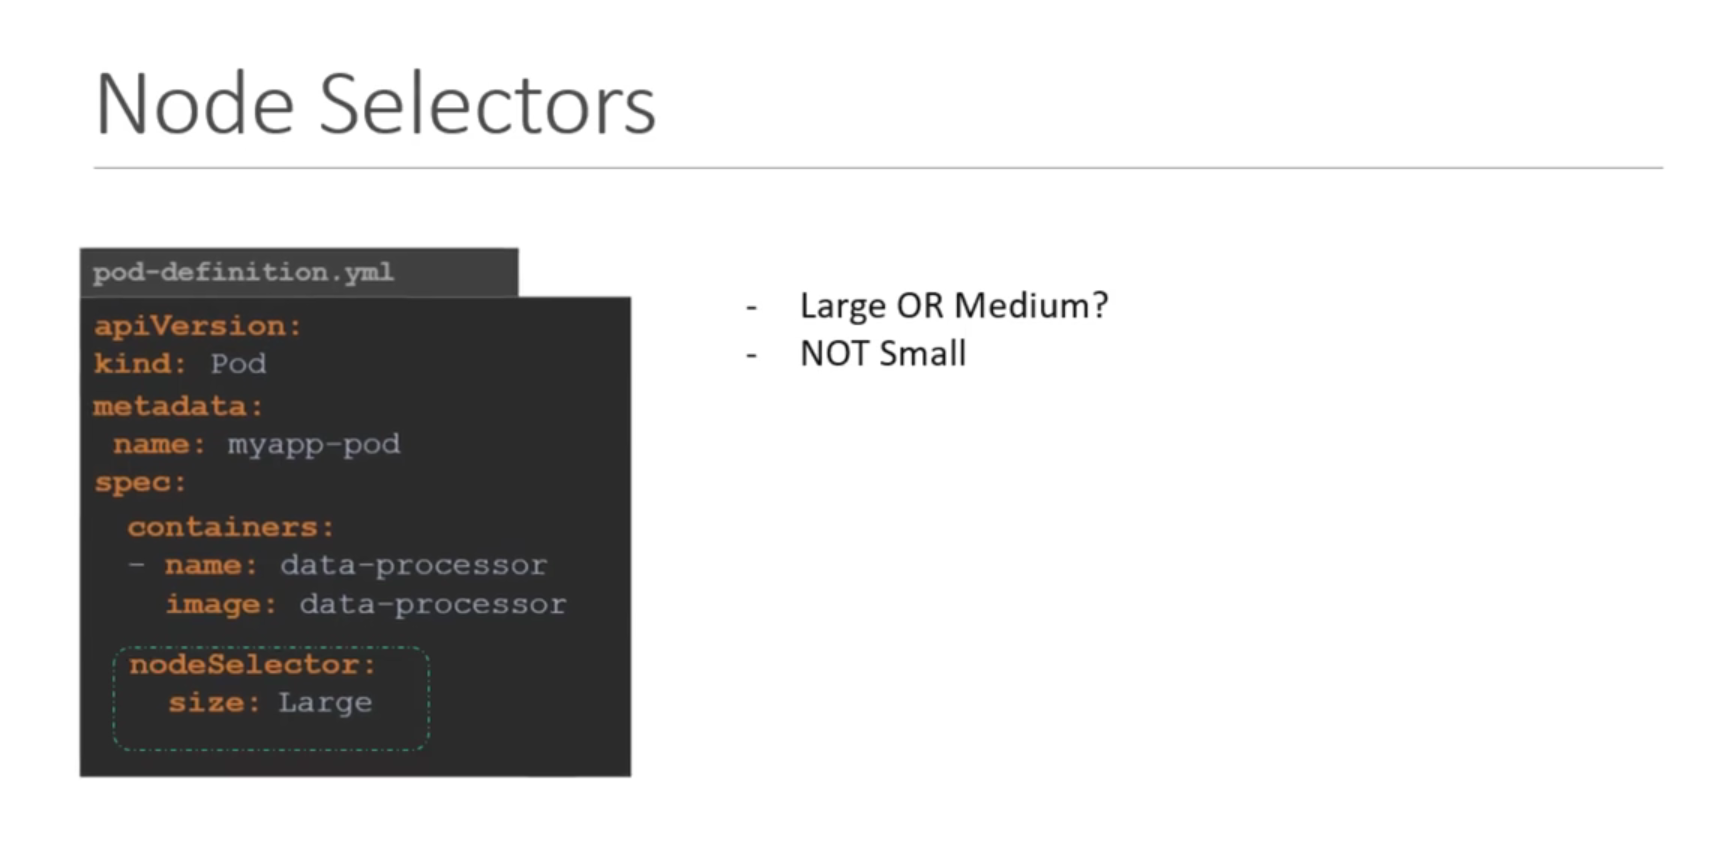 Node Selectors
pod-definition.yml
apiVersion:
kind: Pod
metadata:
name: myapp-pod
spec:
containers:
- name: data-processor
image: data-processor
nodeSelector:
size: Large
- Large OR Medium?
- NOT Small